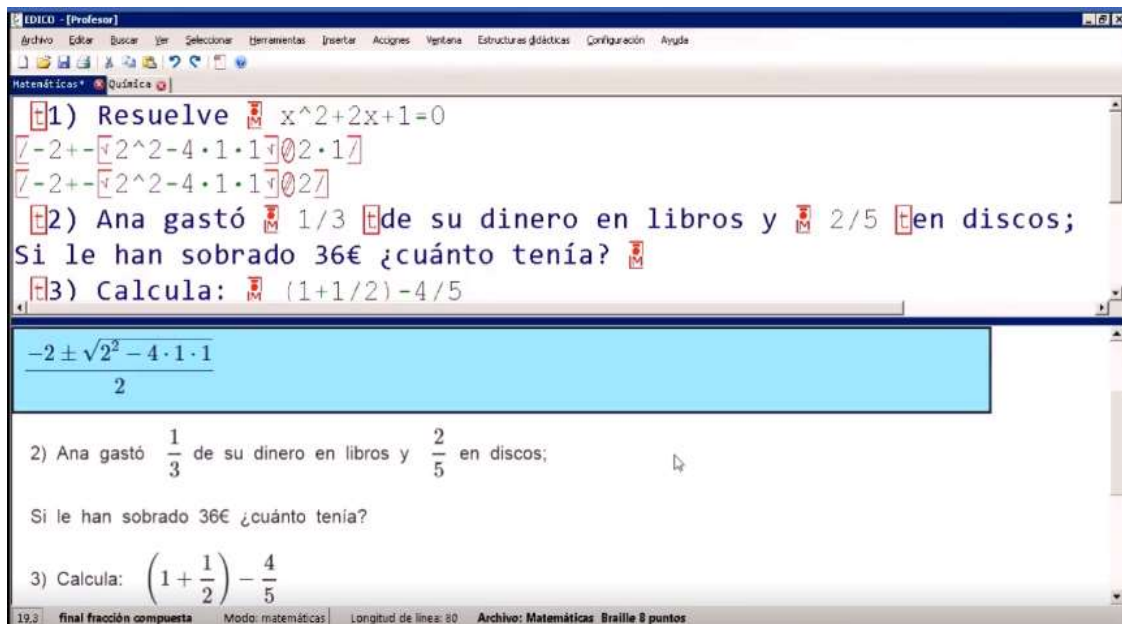 EDICO - [Profesor]
Archivo Editar Buscar Ver Seleccionar Herramientas Insertar Acciones Ventana Estructuras didácticas Configuración Ayuda
Matemáticas* Química
t1) Resuelve M x^2+2x+1=0
/-2+-√2^2-4·1·1√∅2·1/
/-2+-√2^2-4·1·1√∅2/
t2) Ana gastó M 1/3 t de su dinero en libros y M 2/5 t en discos;
Si le han sobrado 36€ ¿cuánto tenía? M
t3) Calcula: M (1+1/2)-4/5
−2 ± √2² − 4 · 1 · 1
2
2) Ana gastó 1/3 de su dinero en libros y 2/5 en discos;
Si le han sobrado 36€ ¿cuánto tenía?
3) Calcula: (1 + 1/2) − 4/5
19,3 final fracción compuesta Modo: matemáticas Longitud de línea: 80 Archivo: Matemáticas Braille 8 puntos